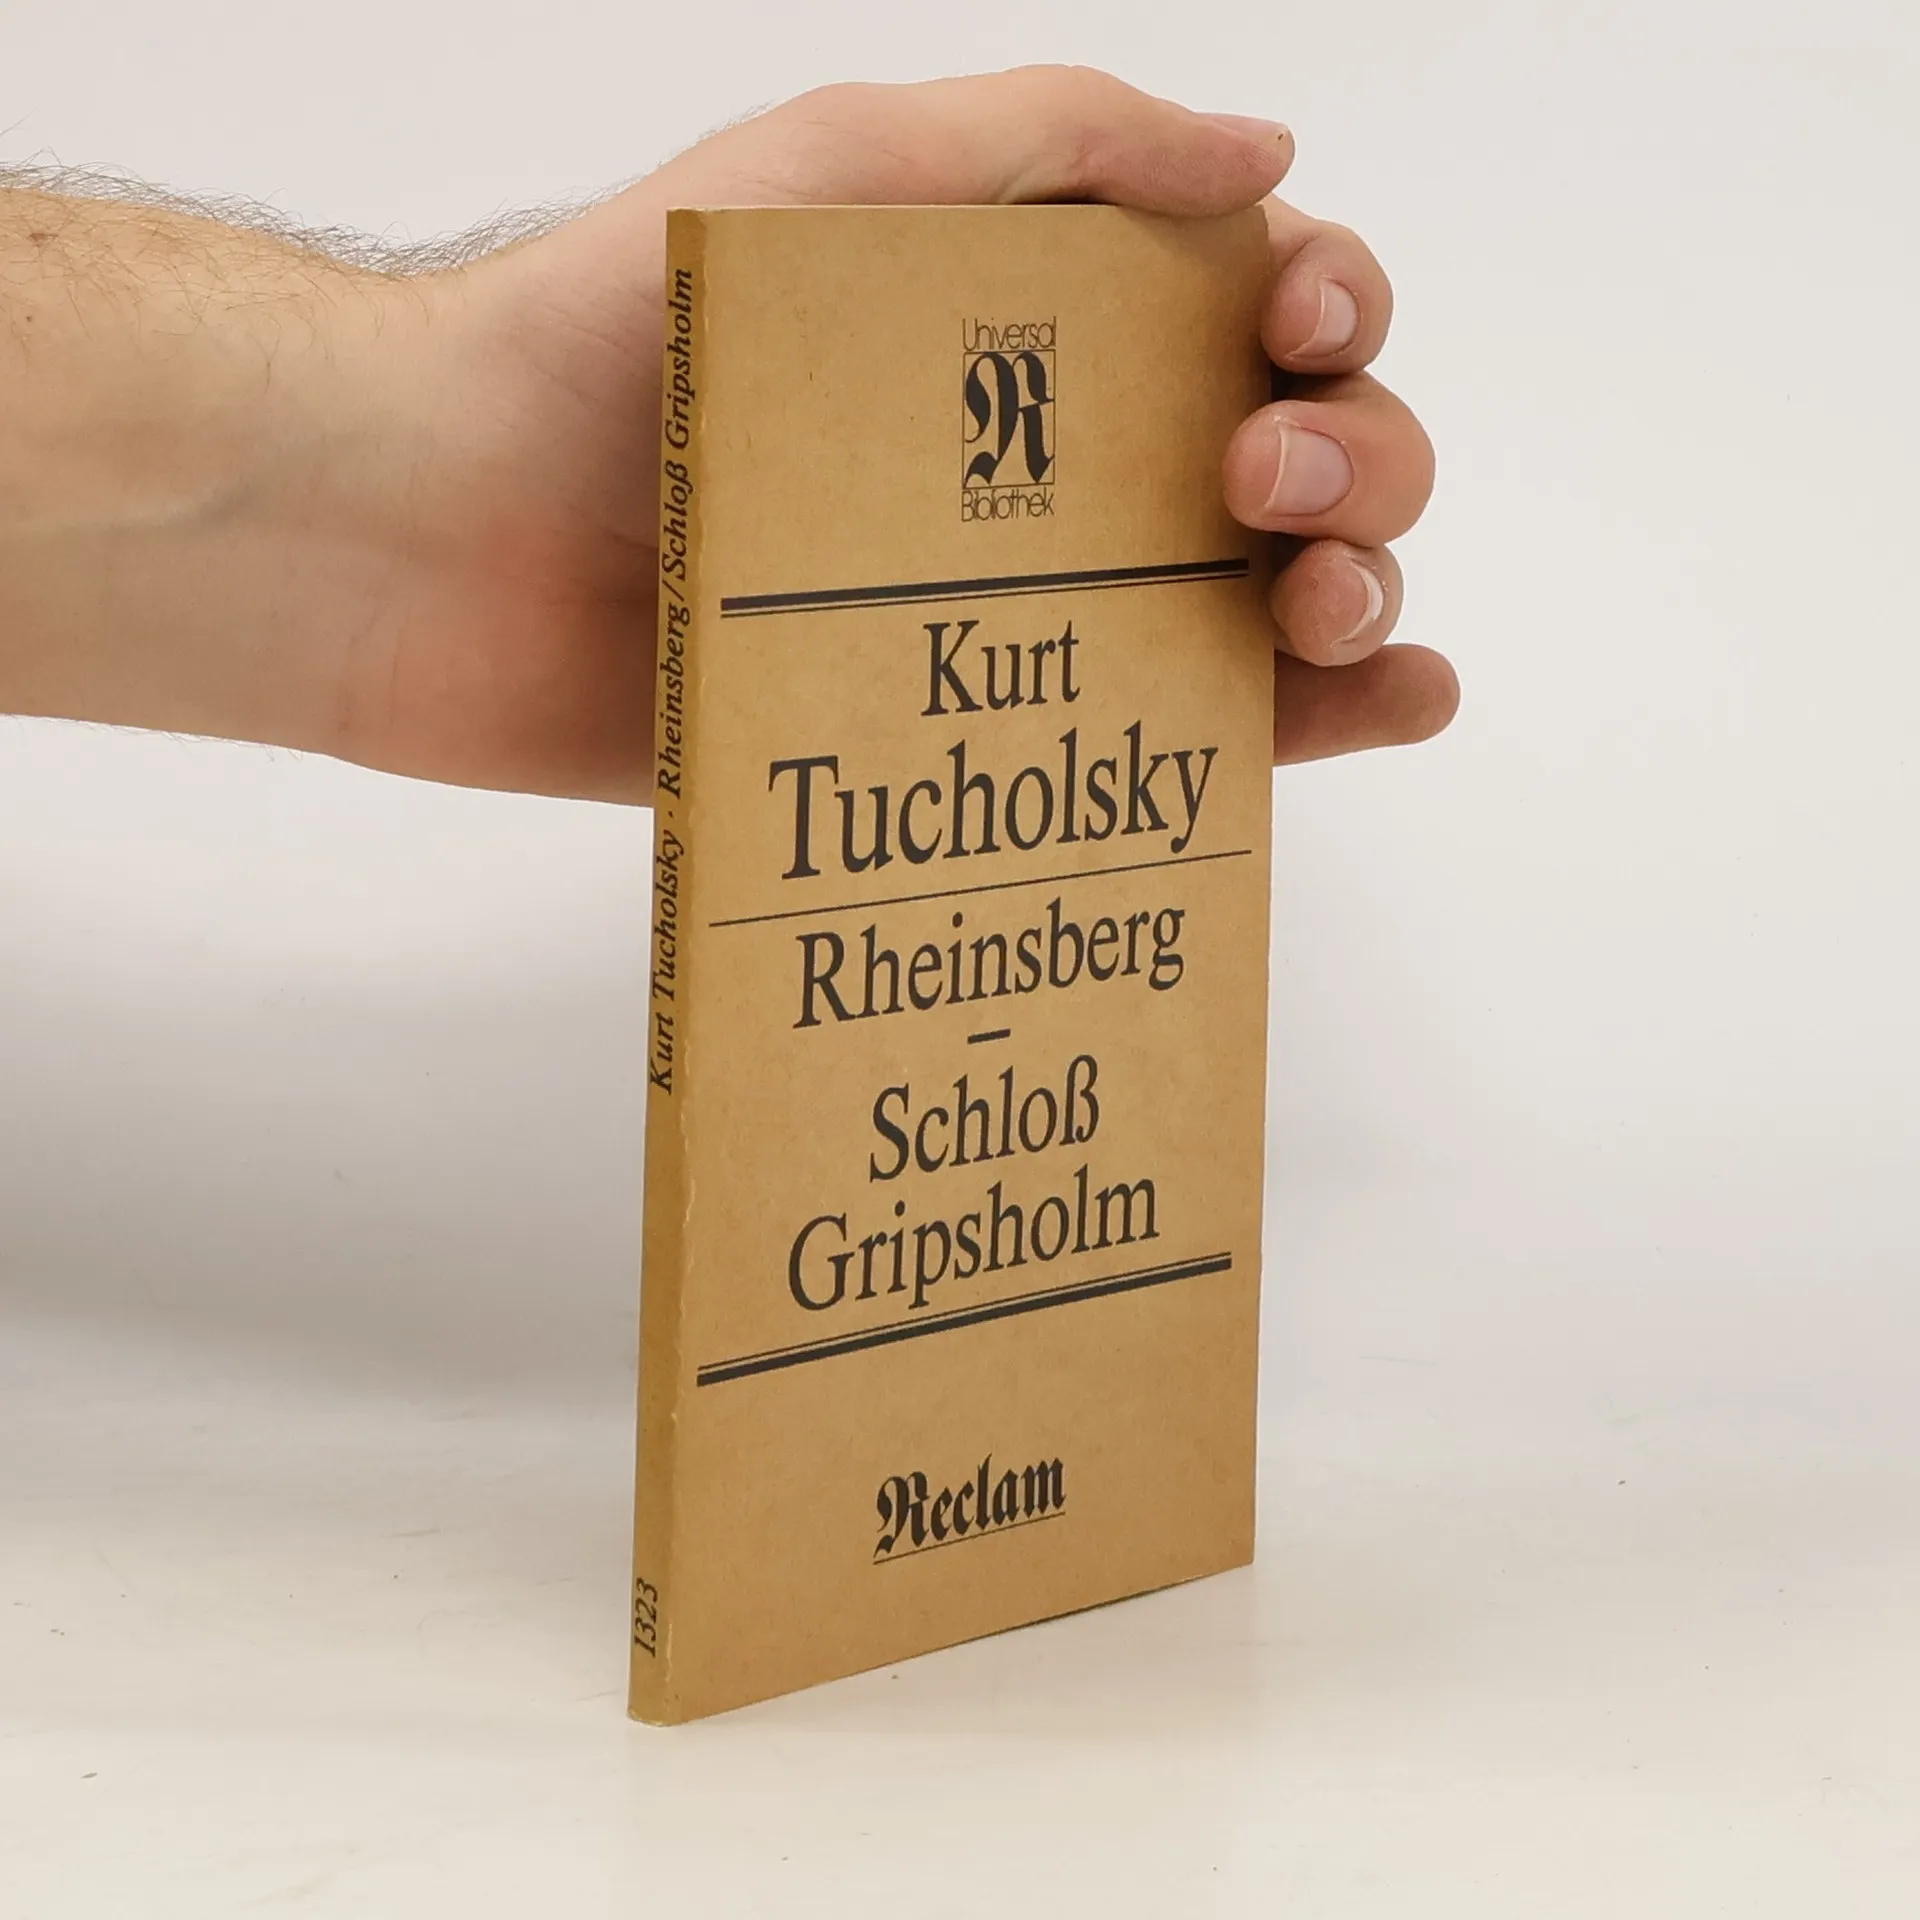 Universal
R
Bibliothek
Kurt
Tucholsky
Rheinsberg
–
Schloß
Gripsholm
Reclam
Kurt Tucholsky · Rheinsberg/Schloß Gripsholm
1323